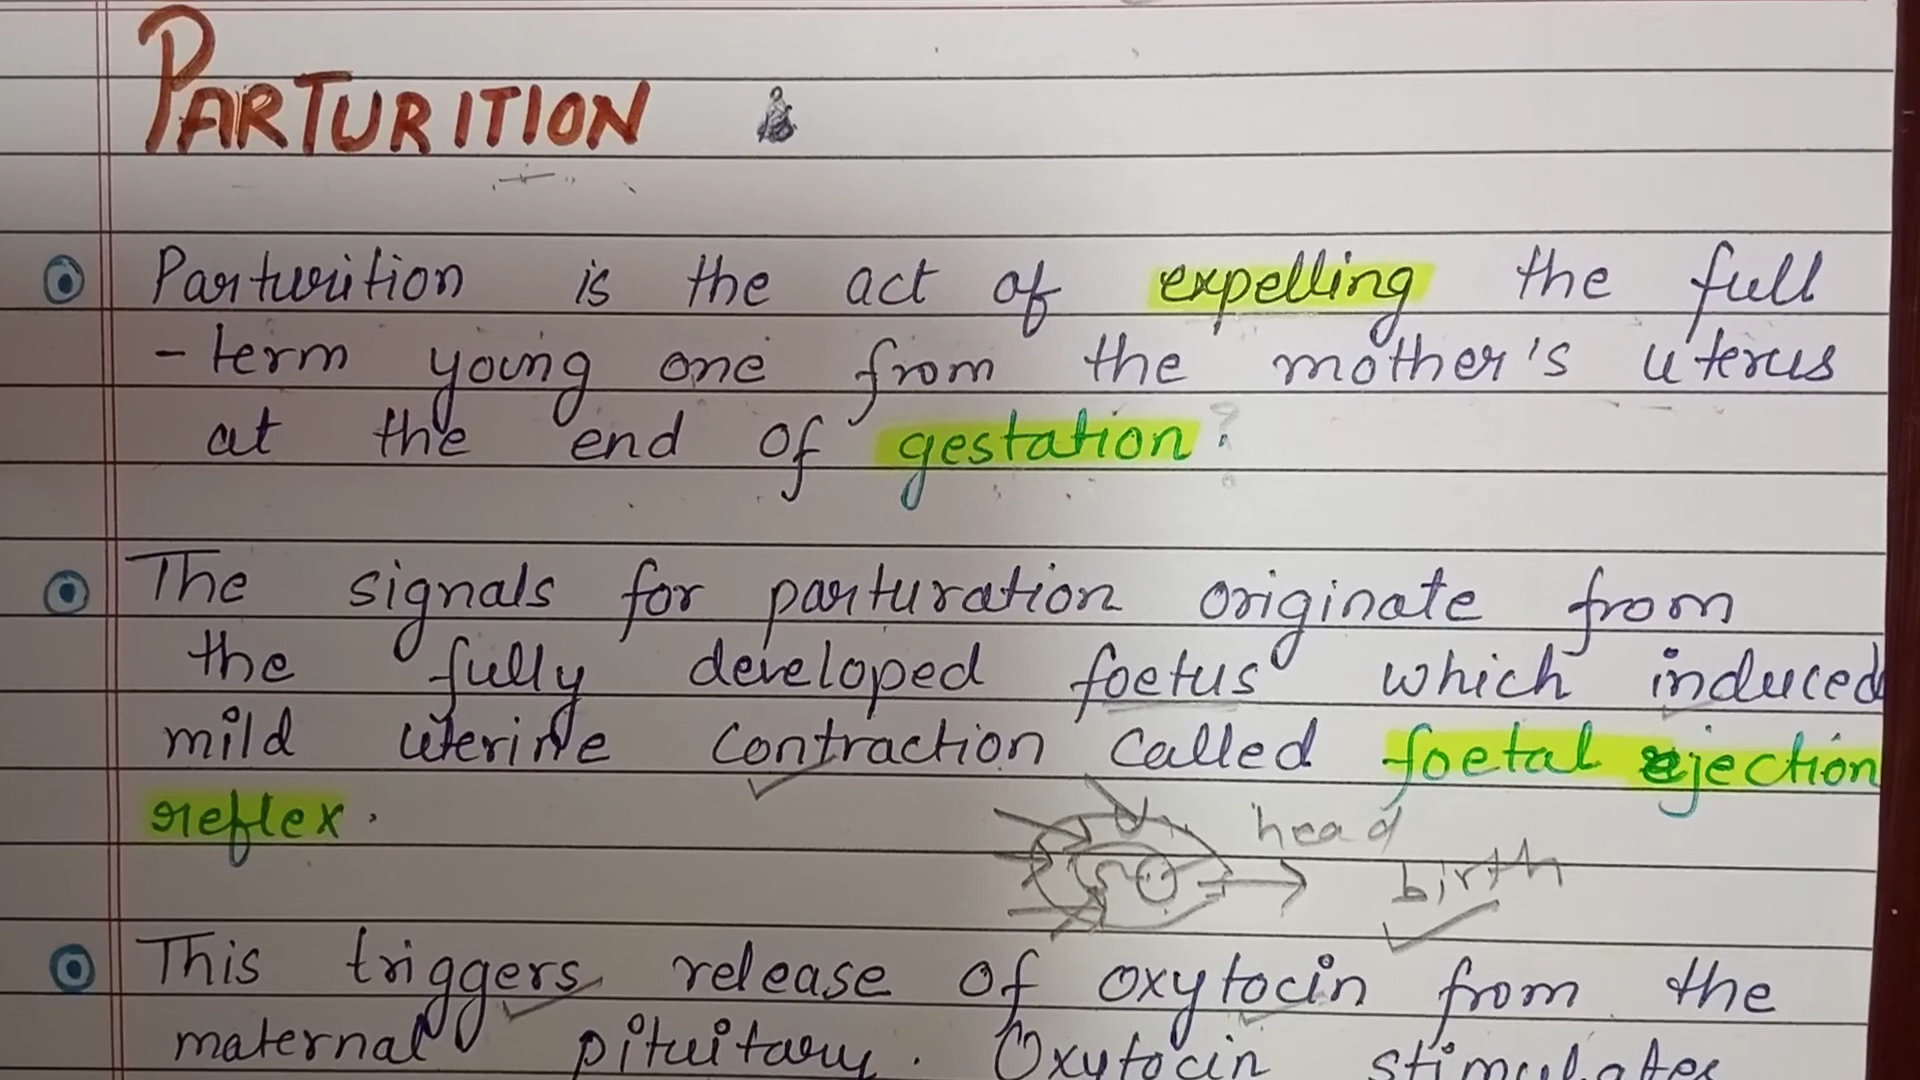 PARTURITION
Parturition is the act of expelling the full
- term young one from the mother's uterus
at the end of gestation?
The signals for parturation originate from
the fully developed foetus which induced
mild uterine contraction called foetal ejection
reflex.
head
birth
This triggers release of oxytocin from the
maternal pituitary. Oxytocin stimulates